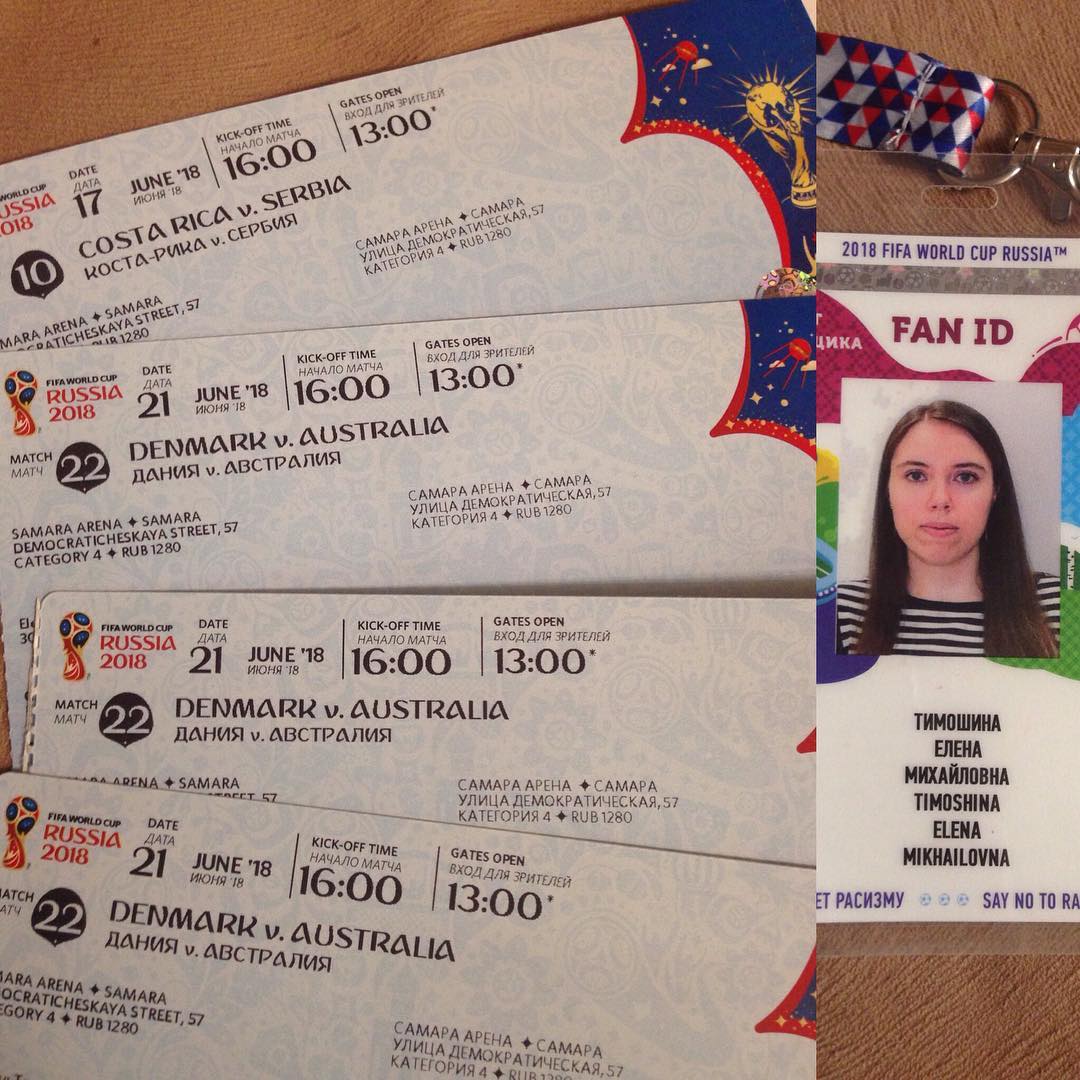 WORLD CUP
RUSSIA
2018
DATE
ДАТА
17
JUNE '18
ИЮНЯ '18
KICK-OFF TIME
НАЧАЛО МАТЧА
16:00
GATES OPEN
ВХОД ДЛЯ ЗРИТЕЛЕЙ
13:00*
10
COSTA RICA v. SERBIA
КОСТА-РИКА v. СЕРБИЯ
САМАРА АРЕНА ✦ САМАРА
УЛИЦА ДЕМОКРАТИЧЕСКАЯ, 57
КАТЕГОРИЯ 4 ✦ RUB 1280
MARA ARENA ✦ SAMARA
OCRATICHESKAYA STREET, 57
RUB 1280
FIFA WORLD CUP
RUSSIA
2018
DATE
ДАТА
21
JUNE '18
ИЮНЯ '18
KICK-OFF TIME
НАЧАЛО МАТЧА
16:00
GATES OPEN
ВХОД ДЛЯ ЗРИТЕЛЕЙ
13:00*
MATCH
МАТЧ
22
DENMARK v. AUSTRALIA
ДАНИЯ v. АВСТРАЛИЯ
САМАРА АРЕНА ✦ САМАРА
УЛИЦА ДЕМОКРАТИЧЕСКАЯ, 57
КАТЕГОРИЯ 4 ✦ RUB 1280
SAMARA ARENA ✦ SAMARA
DEMOCRATICHESKAYA STREET, 57
CATEGORY 4 ✦ RUB 1280
FIFA WORLD CUP
RUSSIA
2018
DATE
ДАТА
21
JUNE '18
ИЮНЯ '18
KICK-OFF TIME
НАЧАЛО МАТЧА
16:00
GATES OPEN
ВХОД ДЛЯ ЗРИТЕЛЕЙ
13:00*
MATCH
МАТЧ
22
DENMARK v. AUSTRALIA
ДАНИЯ v. АВСТРАЛИЯ
ARENA ✦ SAMARA
STREET, 57
САМАРА АРЕНА ✦ САМАРА
УЛИЦА ДЕМОКРАТИЧЕСКАЯ, 57
КАТЕГОРИЯ 4 ✦ RUB 1280
FIFA WORLD CUP
RUSSIA
2018
DATE
ДАТА
21
JUNE '18
ИЮНЯ '18
KICK-OFF TIME
НАЧАЛО МАТЧА
16:00
GATES OPEN
ВХОД ДЛЯ ЗРИТЕЛЕЙ
13:00*
MATCH
МАТЧ
22
DENMARK v. AUSTRALIA
ДАНИЯ v. АВСТРАЛИЯ
MARA ARENA ✦ SAMARA
OCRATICHESKAYA STREET, 57
EGORY 4 ✦ RUB 1280
САМАРА АРЕНА ✦ САМАРА
УЛИЦА ДЕМОКРАТИЧЕСКАЯ, 57
КАТЕГОРИЯ 4 ✦ RUB 1280
2018 FIFA WORLD CUP RUSSIA™
ЩИКА
FAN ID
ТИМОШИНА
ЕЛЕНА
МИХАЙЛОВНА
TIMOSHINA
ELENA
MIKHAILOVNA
ЕТ РАСИЗМУ
SAY NO TO RA